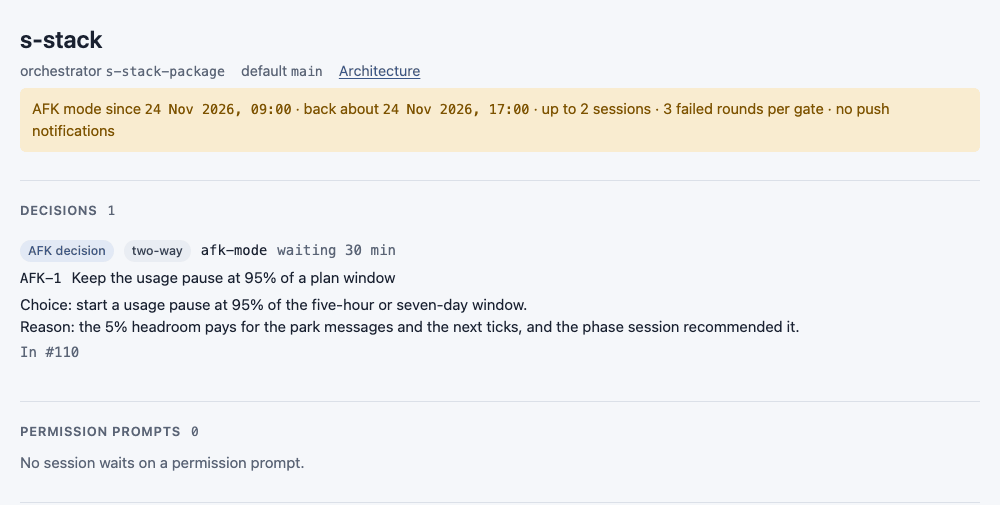 s-stack
orchestrator s-stack-package default main Architecture
AFK mode since 24 Nov 2026, 09:00 · back about 24 Nov 2026, 17:00 · up to 2 sessions · 3 failed rounds per gate · no push
notifications
DECISIONS 1
AFK decision two-way afk-mode waiting 30 min
AFK-1 Keep the usage pause at 95% of a plan window
Choice: start a usage pause at 95% of the five-hour or seven-day window.
Reason: the 5% headroom pays for the park messages and the next ticks, and the phase session recommended it.
In #110
PERMISSION PROMPTS 0
No session waits on a permission prompt.